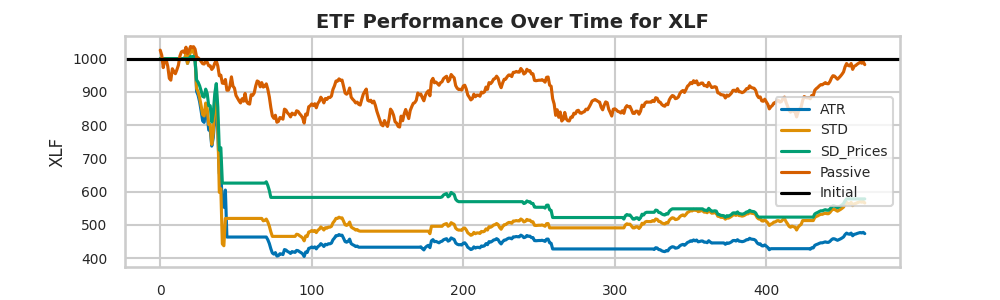 ETF Performance Over Time for XLF
XLF
1000
900
800
700
600
500
400
0
100
200
300
400
ATR
STD
SD_Prices
Passive
Initial